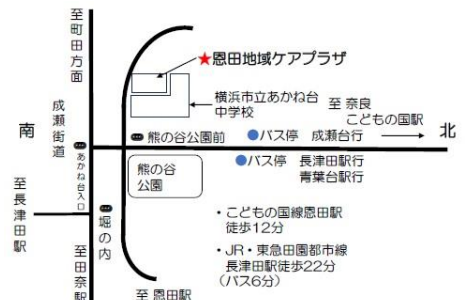 至町田方面
★恩田地域ケアプラザ
横浜市立あかね台
中学校
至 奈良
こどもの国駅
成瀬街道
南
北
熊の谷公園前
バス停 成瀬台行
あかね台入口
熊の谷
公園
バス停 長津田駅行
青葉台駅行
至長津田駅
堀の内
・こどもの国線恩田駅
徒歩12分
・JR・東急田園都市線
長津田駅徒歩22分
(バス6分)
至田奈駅
至 恩田駅